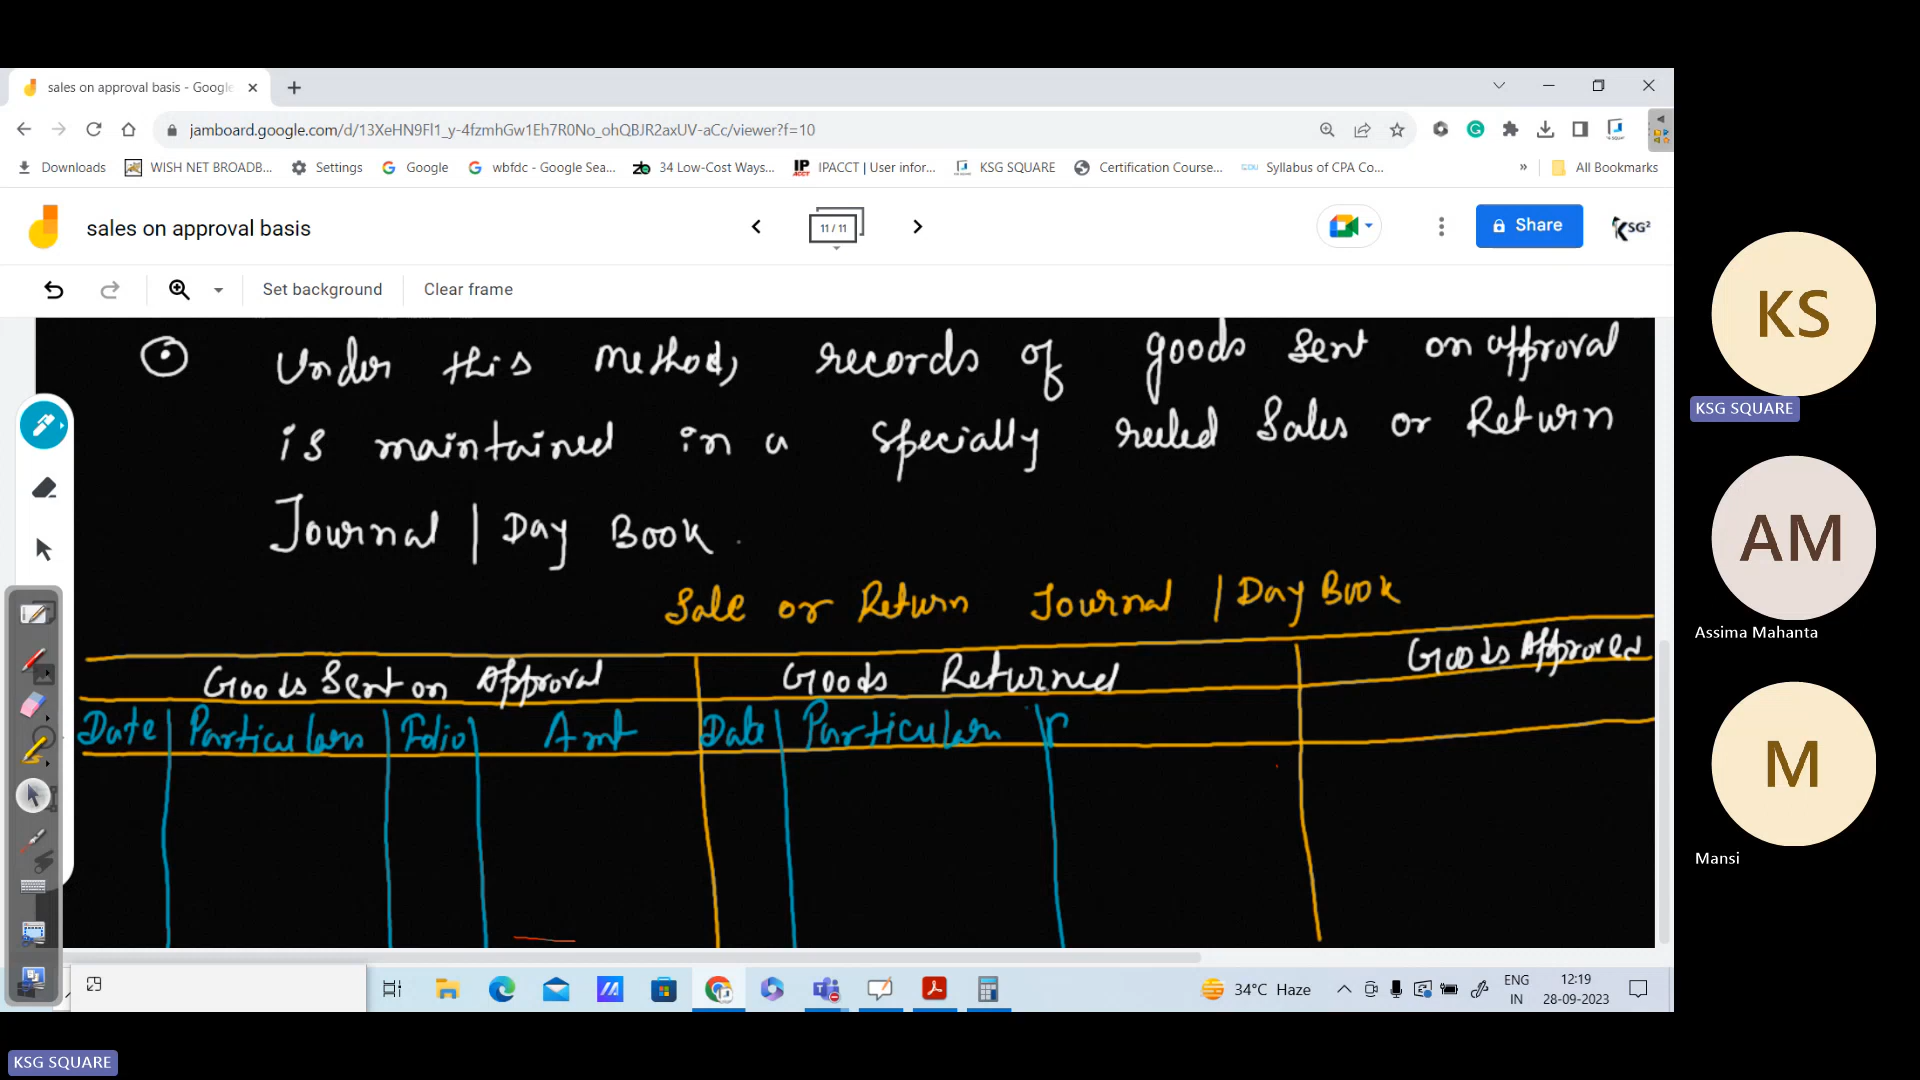 sales on approval basis - Google
jamboard.google.com/d/13XeHN9Fl1_y-4fzmhGw1Eh7R0No_ohQBJR2axUV-aCc/viewer?f=10
Downloads WISH NET BROADB... Settings Google wbfdc - Google Sea... 34 Low-Cost Ways... IPACCT | User infor... KSG SQUARE Certification Course... Syllabus of CPA Co... » All Bookmarks
sales on approval basis 11 / 11 Share KSG²
Set background Clear frame
Under this method, records of goods sent on approval
is maintained in a specially ruled Sales or Return
Journal | Day Book .
Sale or Return Journal | Day Book
Goods Sent on Approval Goods Returned Goods Approved
Date Particulars Folio Amt Date Particulars
34°C Haze ENG IN 12:19 28-09-2023
KS
KSG SQUARE
AM
Assima Mahanta
M
Mansi
KSG SQUARE